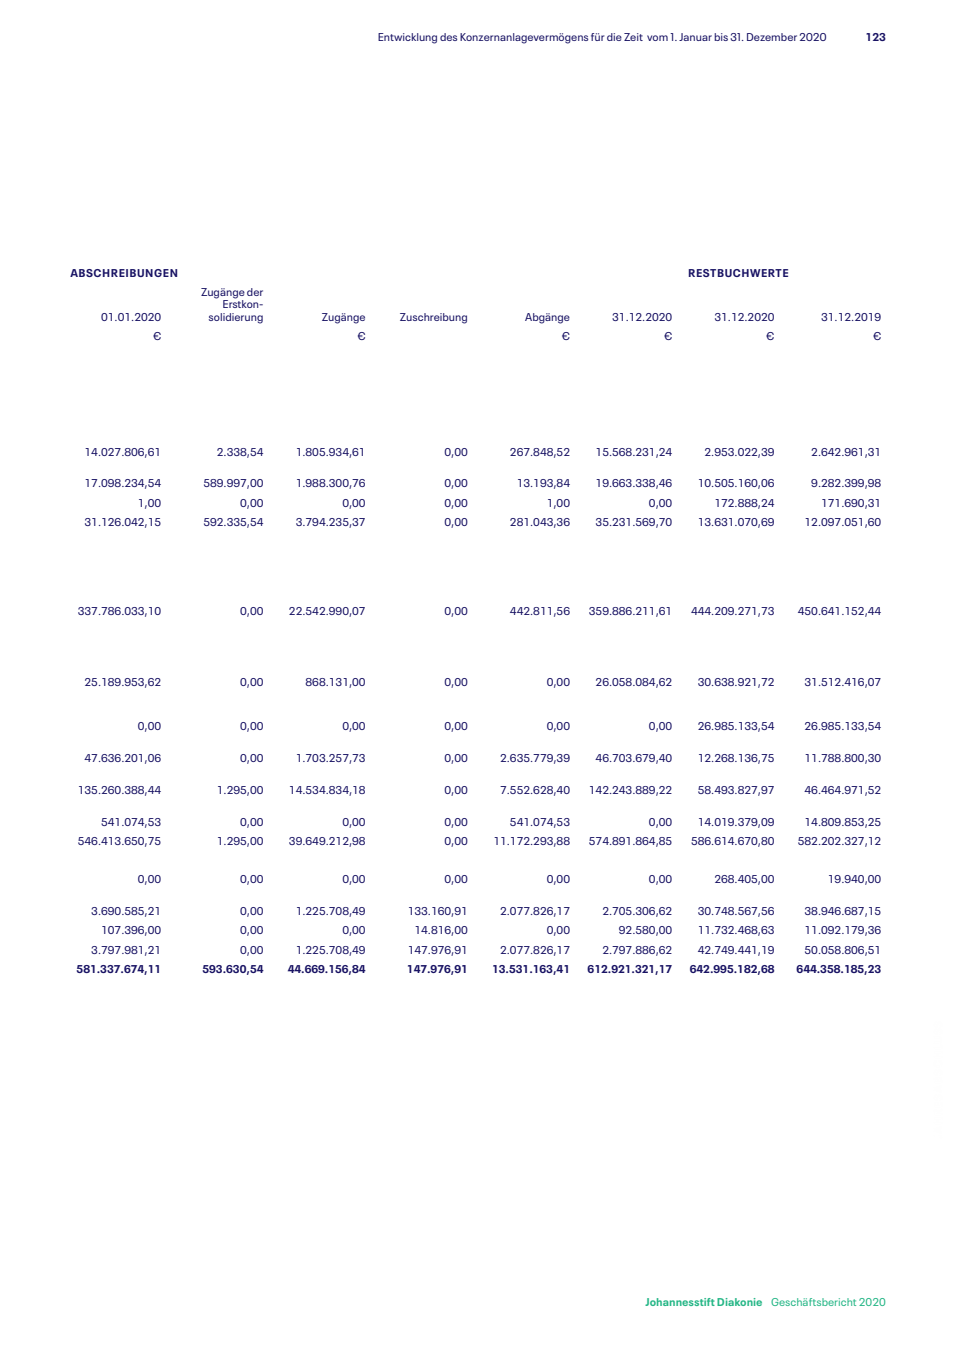 Entwicklung des Konzernanlagevermögens für die Zeit vom 1. Januar bis 31. Dezember 2020 123
ABSCHREIBUNGEN RESTBUCHWERTE
Zugänge der
Erstkon-
01.01.2020 solidierung Zugänge Zuschreibung Abgänge 31.12.2020 31.12.2020 31.12.2019
€ € € € € €
14.027.806,61 2.338,54 1.805.934,61 0,00 267.848,52 15.568.231,24 2.953.022,39 2.642.961,31
17.098.234,54 589.997,00 1.988.300,76 0,00 13.193,84 19.663.338,46 10.505.160,06 9.282.399,98
1,00 0,00 0,00 0,00 1,00 0,00 172.888,24 171.690,31
31.126.042,15 592.335,54 3.794.235,37 0,00 281.043,36 35.231.569,70 13.631.070,69 12.097.051,60
337.786.033,10 0,00 22.542.990,07 0,00 442.811,56 359.886.211,61 444.209.271,73 450.641.152,44
25.189.953,62 0,00 868.131,00 0,00 0,00 26.058.084,62 30.638.921,72 31.512.416,07
0,00 0,00 0,00 0,00 0,00 0,00 26.985.133,54 26.985.133,54
47.636.201,06 0,00 1.703.257,73 0,00 2.635.779,39 46.703.679,40 12.268.136,75 11.788.800,30
135.260.388,44 1.295,00 14.534.834,18 0,00 7.552.628,40 142.243.889,22 58.493.827,97 46.464.971,52
541.074,53 0,00 0,00 0,00 541.074,53 0,00 14.019.379,09 14.809.853,25
546.413.650,75 1.295,00 39.649.212,98 0,00 11.172.293,88 574.891.864,85 586.614.670,80 582.202.327,12
0,00 0,00 0,00 0,00 0,00 0,00 268.405,00 19.940,00
3.690.585,21 0,00 1.225.708,49 133.160,91 2.077.826,17 2.705.306,62 30.748.567,56 38.946.687,15
107.396,00 0,00 0,00 14.816,00 0,00 92.580,00 11.732.468,63 11.092.179,36
3.797.981,21 0,00 1.225.708,49 147.976,91 2.077.826,17 2.797.886,62 42.749.441,19 50.058.806,51
581.337.674,11 593.630,54 44.669.156,84 147.976,91 13.531.163,41 612.921.321,17 642.995.182,68 644.358.185,23
Johannesstift Diakonie Geschäftsbericht 2020